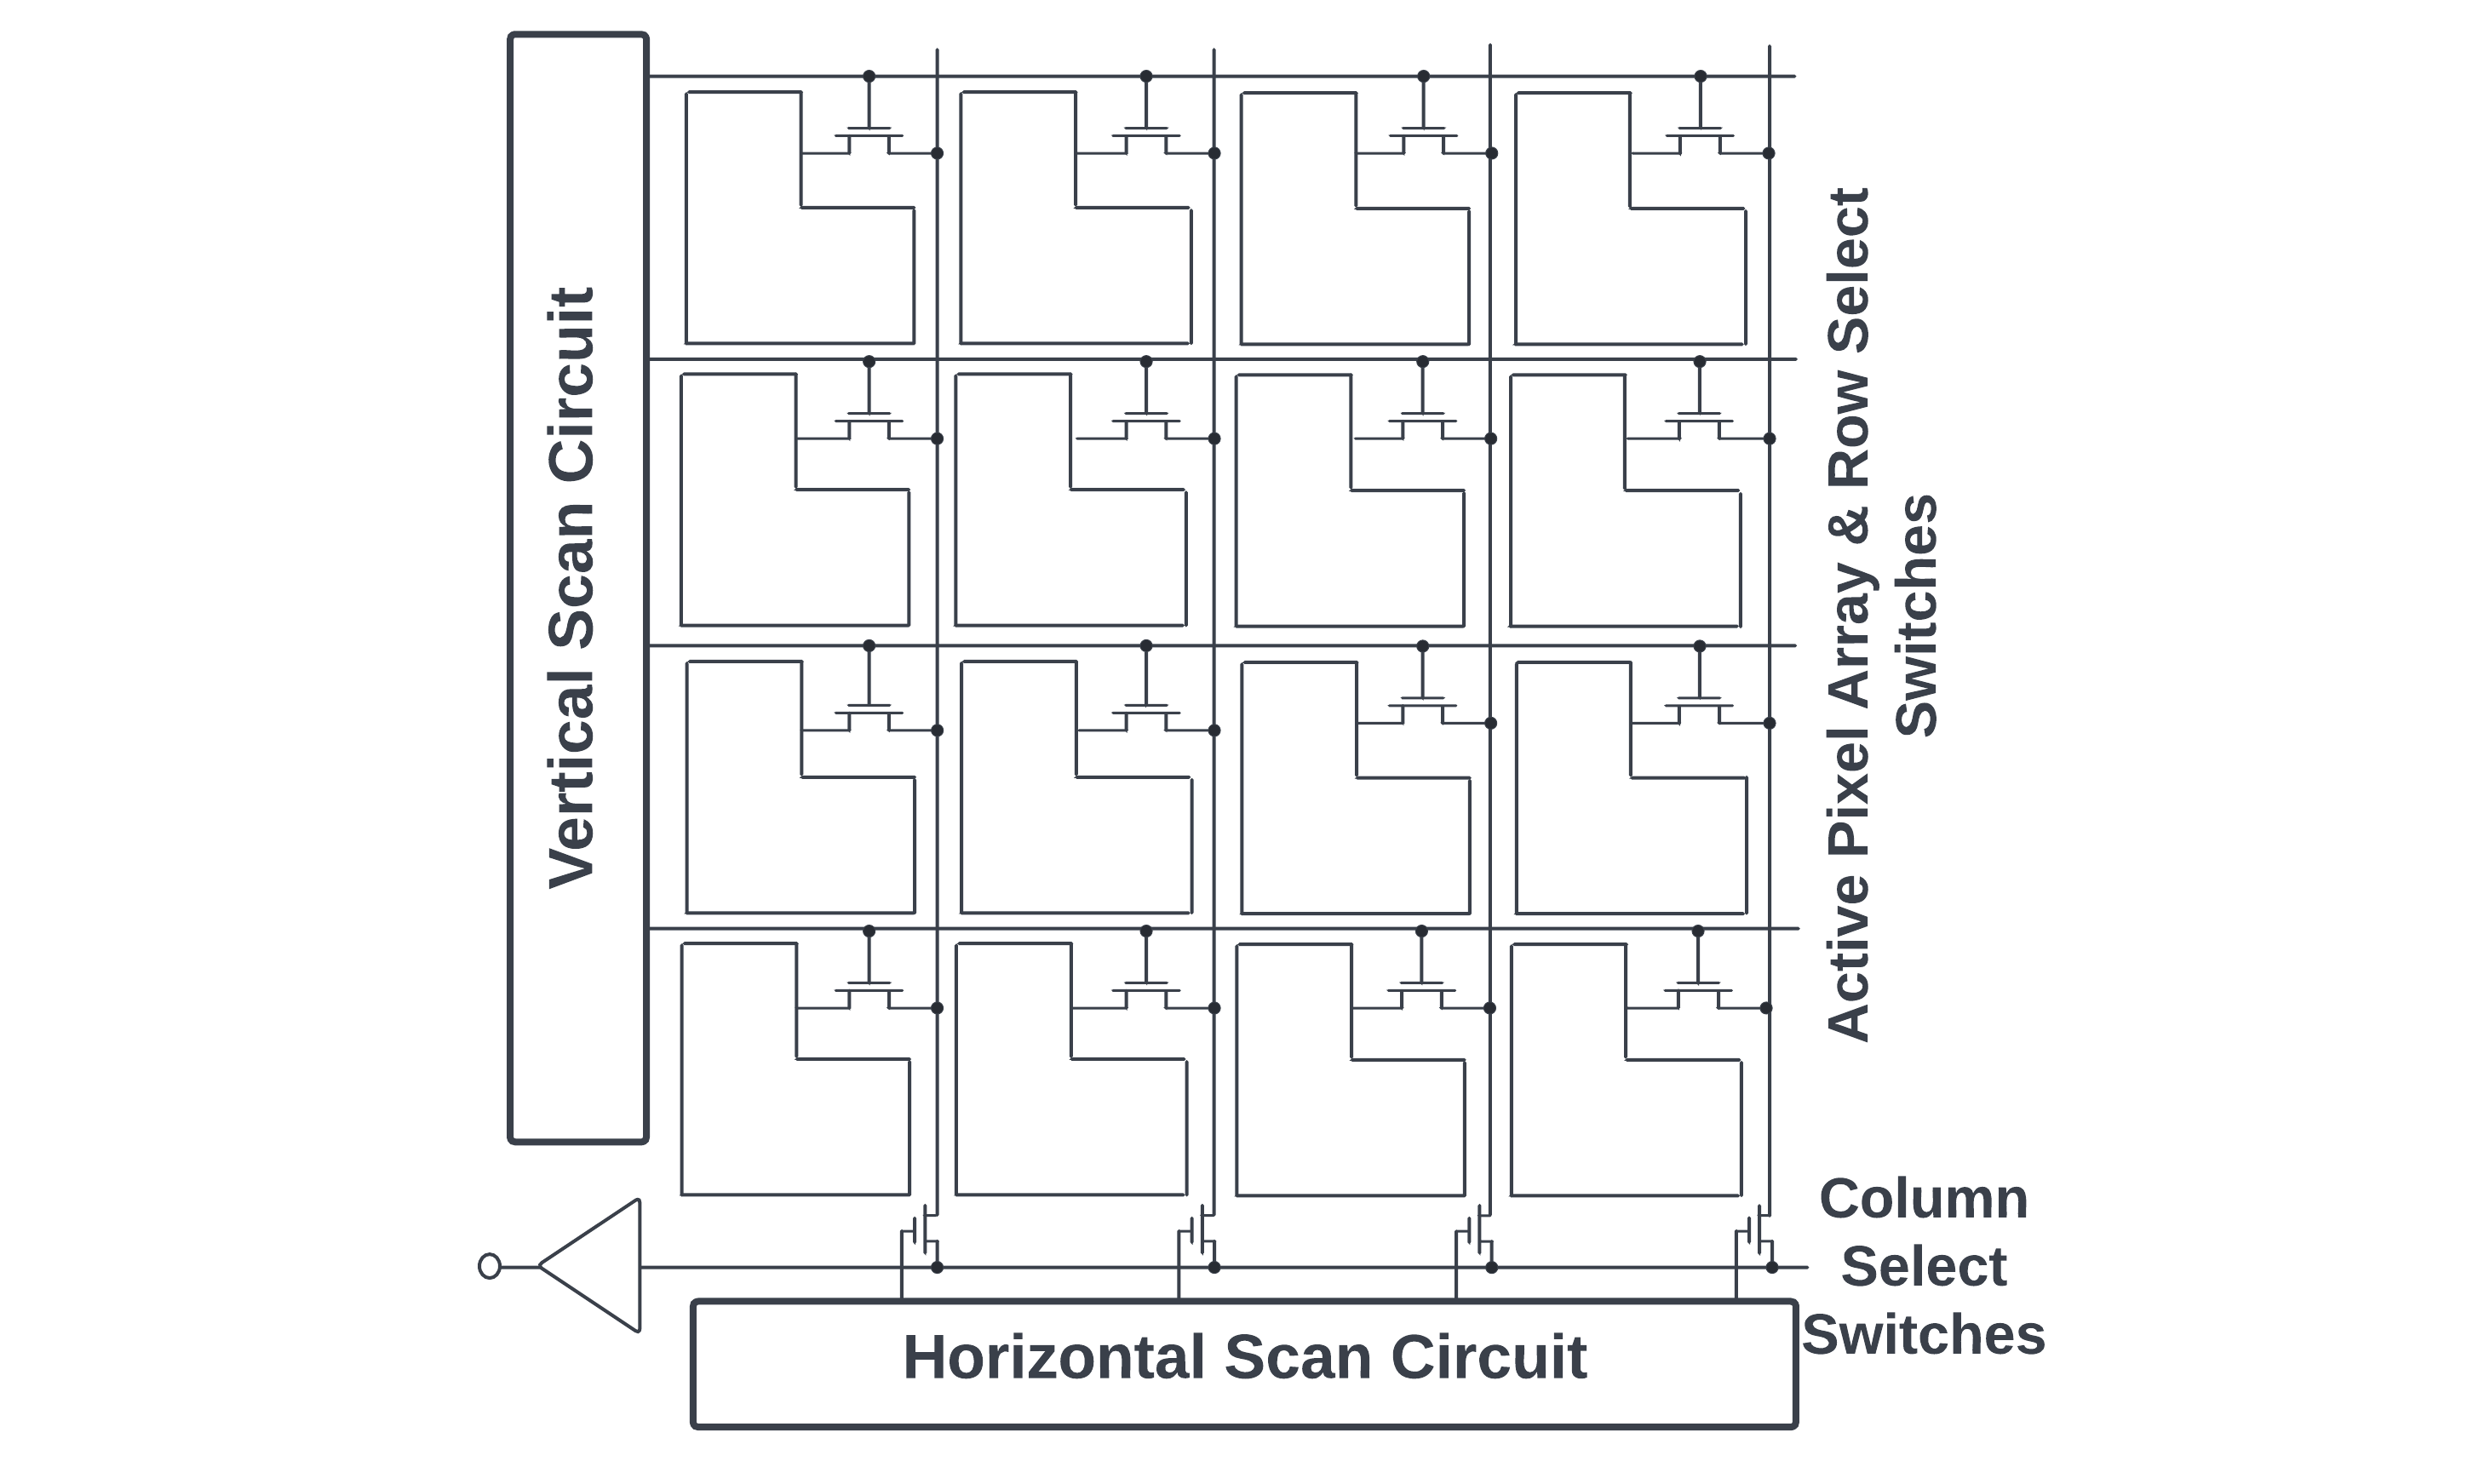 Vertical Scan Circuit
Active Pixel Array & Row Select
Switches
Column
Select
Switches
Horizontal Scan Circuit